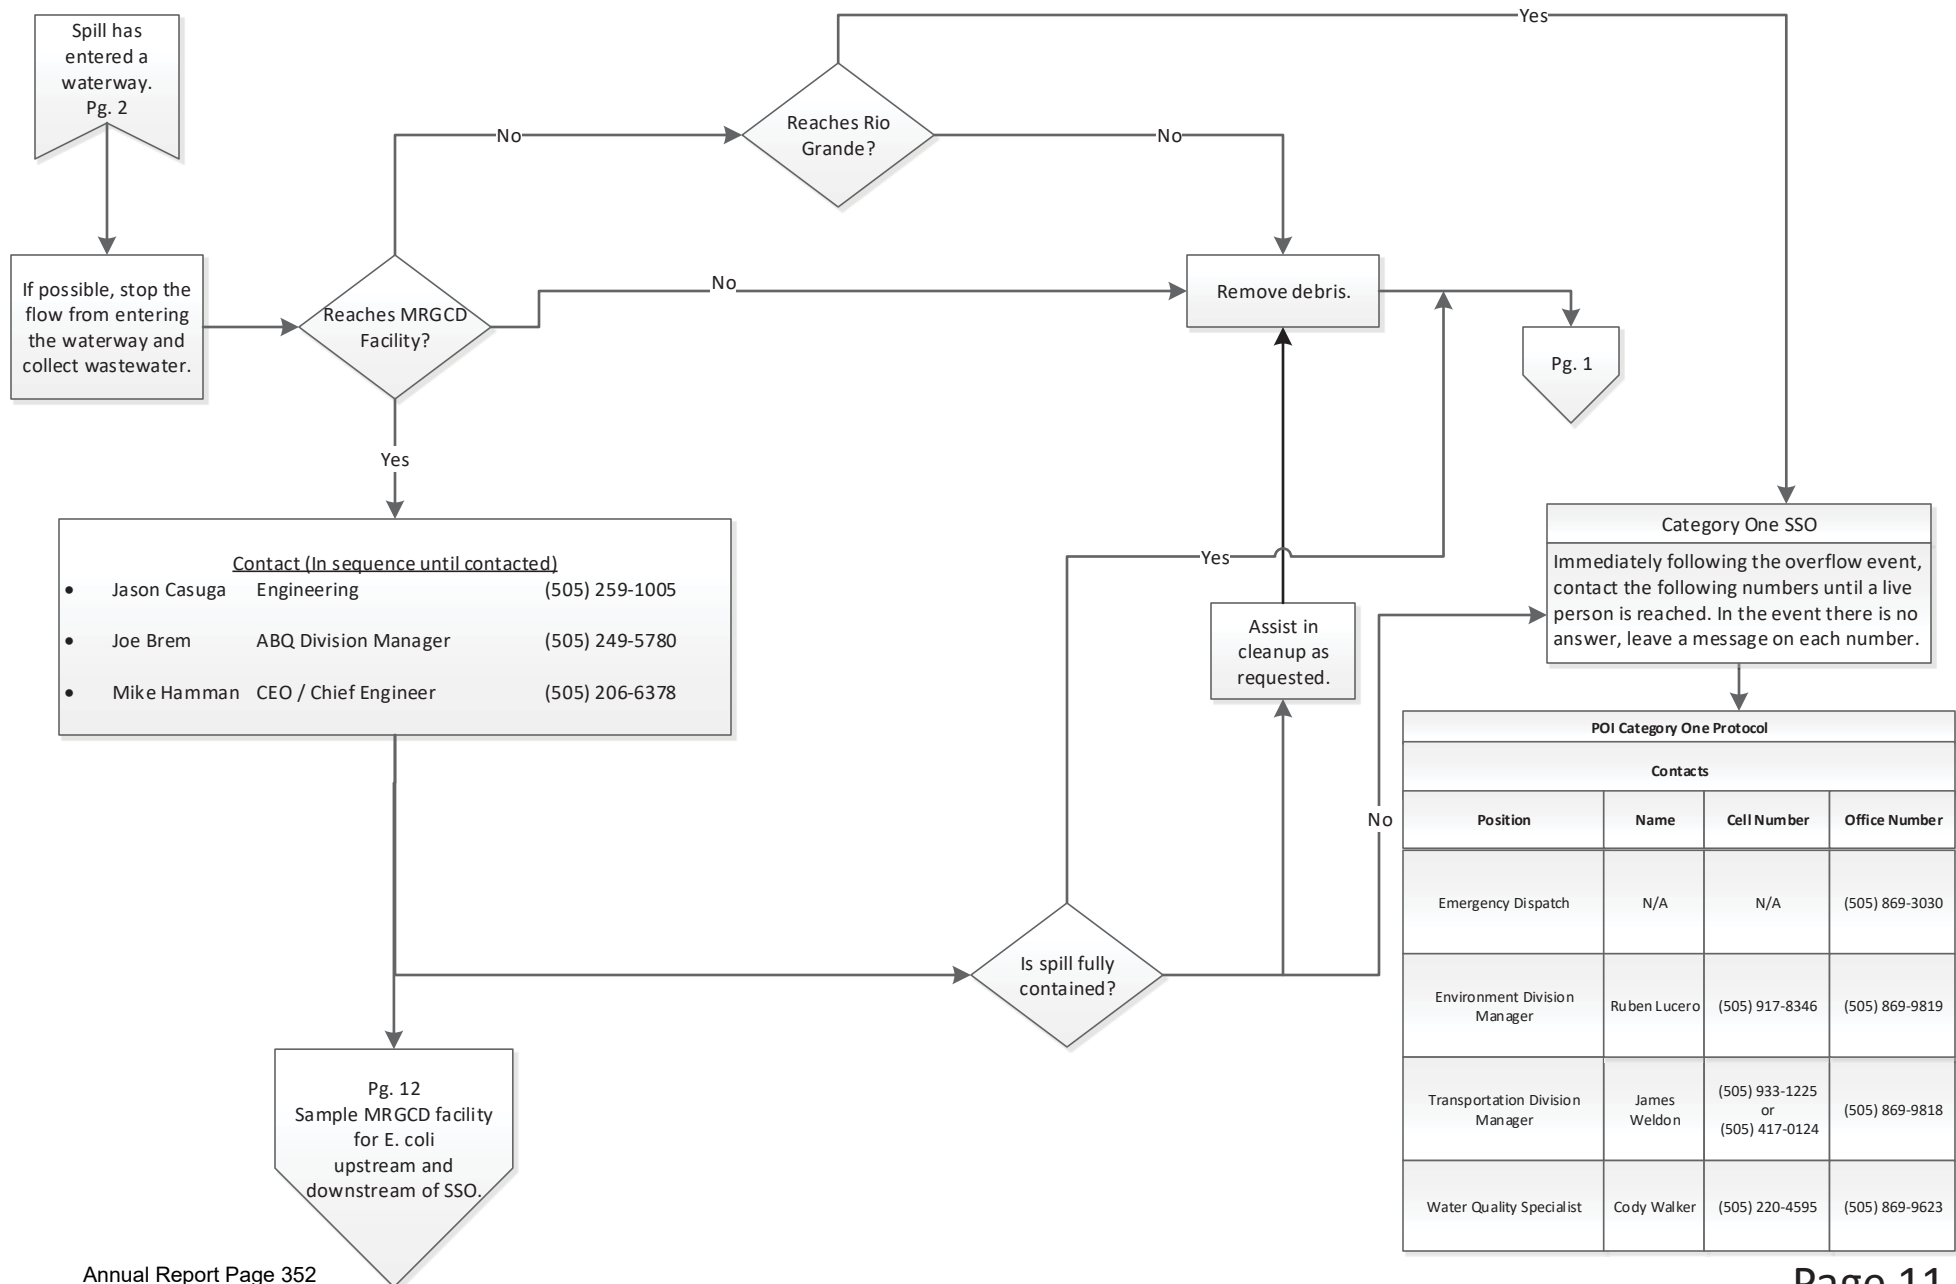 Spill has
entered a
waterway.
Pg. 2
If possible, stop the
flow from entering
the waterway and
collect wastewater.
Reaches MRGCD
Facility?
No
Reaches Rio
Grande?
Yes
No
No
Remove debris.
Pg. 1
Yes
Contact (In sequence until contacted)
• Jason Casuga Engineering (505) 259-1005
• Joe Brem ABQ Division Manager (505) 249-5780
• Mike Hamman CEO / Chief Engineer (505) 206-6378
Pg. 12
Sample MRGCD facility
for E. coli
upstream and
downstream of SSO.
Is spill fully
contained?
Yes
Assist in
cleanup as
requested.
No
Category One SSO
Immediately following the overflow event,
contact the following numbers until a live
person is reached. In the event there is no
answer, leave a message on each number.
POI Category One Protocol
Contacts
Position Name Cell Number Office Number
Emergency Dispatch N/A N/A (505) 869-3030
Environment Division
Manager
Ruben Lucero (505) 917-8346 (505) 869-9819
Transportation Division
Manager
James
Weldon
(505) 933-1225
or
(505) 417-0124
(505) 869-9818
Water Quality Specialist Cody Walker (505) 220-4595 (505) 869-9623
Annual Report Page 352
Page 11